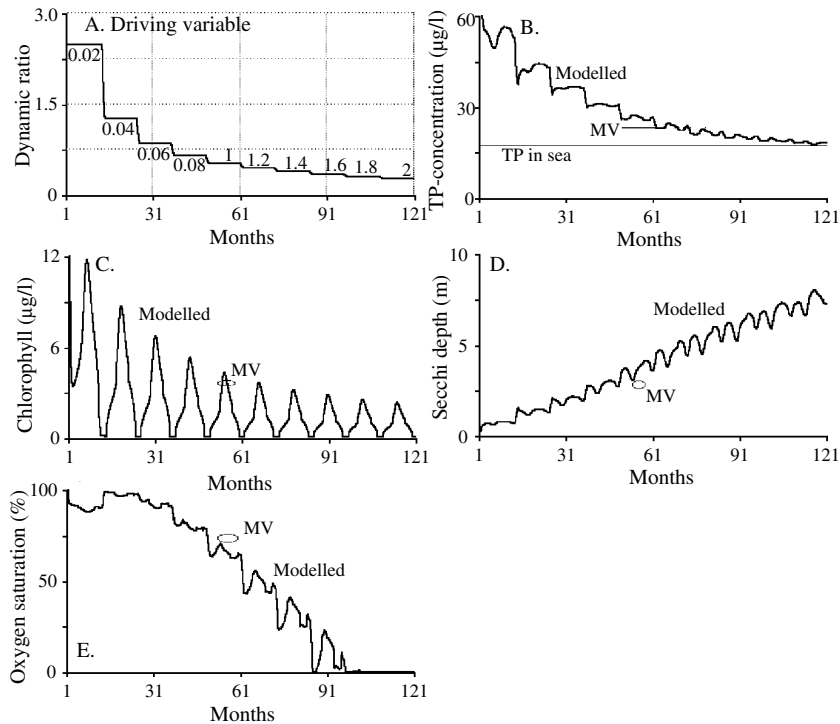 A. Driving variable
Dynamic ratio
3.0
1.5
0.0
0.02
0.04
0.06
0.08
1
1.2
1.4
1.6
1.8
2
1 31 61 91 121
Months
B.
TP-concentration (µg/l)
60
30
0
Modelled
MV
TP in sea
1 31 61 91 121
Months
C.
Chlorophyll (µg/l)
12
6
0
Modelled
MV
1 31 61 91 121
Months
D.
Secchi depth (m)
10
5
0
Modelled
MV
1 31 61 91 121
Months
E.
Oxygen saturation (%)
100
50
0
MV
Modelled
1 31 61 91 121
Months